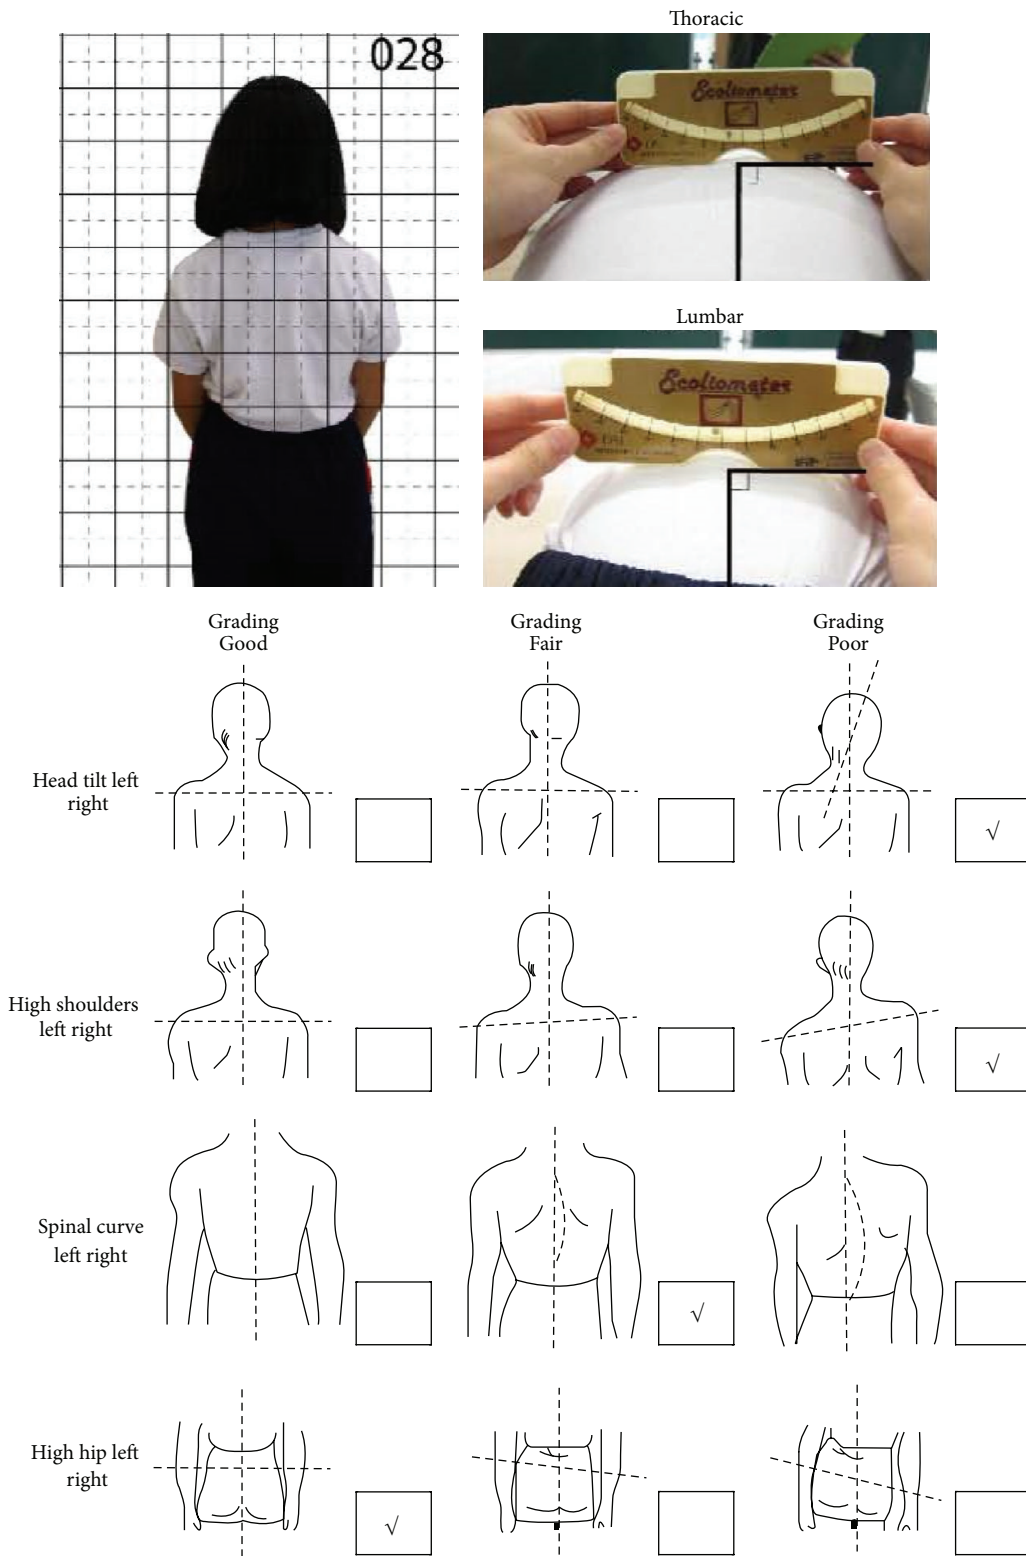 028
Thoracic
Scoliometer
Lumbar
Scoliometer
Grading
Good
Grading
Fair
Grading
Poor
Head tilt left
right
√
High shoulders
left right
√
Spinal curve
left right
√
High hip left
right
√